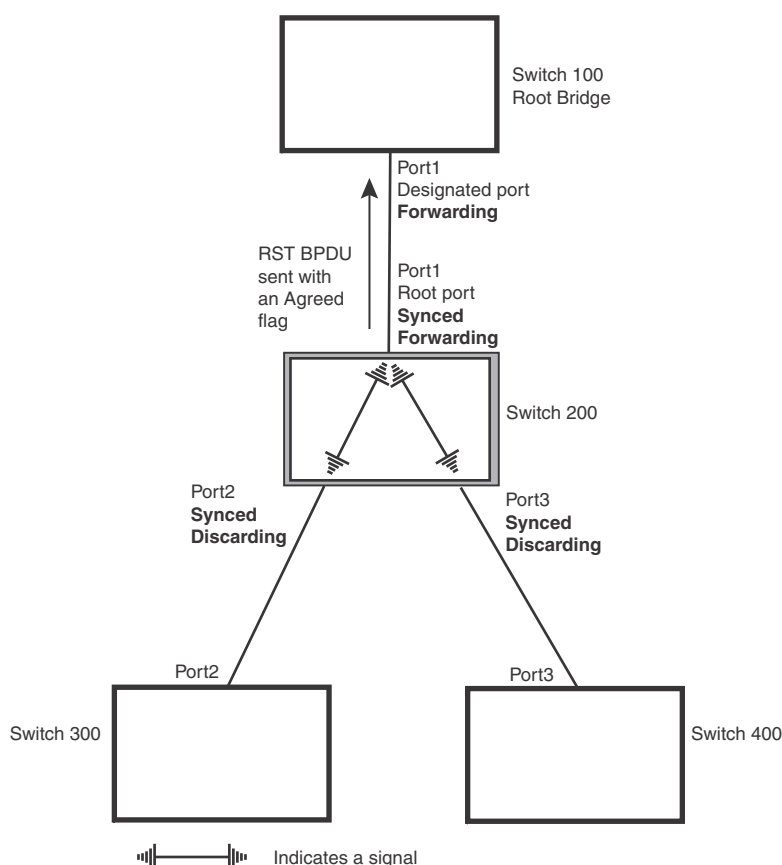 Switch 100
Root Bridge
Port1
Designated port
Forwarding
RST BPDU
sent with
an Agreed
flag
Port1
Root port
Synced
Forwarding
Switch 200
Port2
Synced
Discarding
Port3
Synced
Discarding
Port2
Port3
Switch 300
Switch 400
Indicates a signal